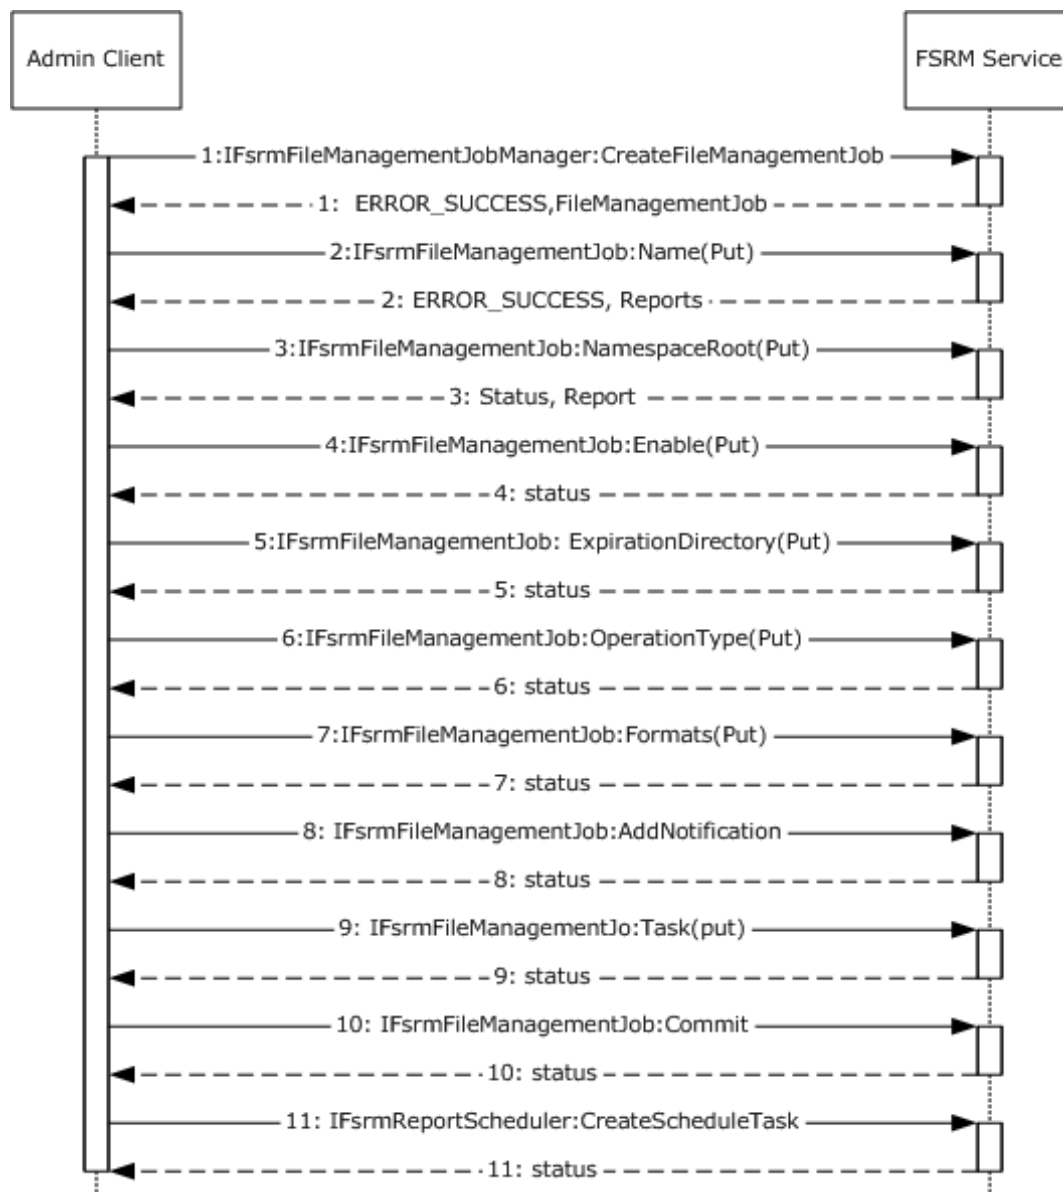 Admin Client
FSRM Service
1:IFsrmFileManagementJobManager:CreateFileManagementJob
1:  ERROR_SUCCESS,FileManagementJob
2:IFsrmFileManagementJob:Name(Put)
2: ERROR_SUCCESS, Reports
3:IFsrmFileManagementJob:NamespaceRoot(Put)
3: Status, Report
4:IFsrmFileManagementJob:Enable(Put)
4: status
5:IFsrmFileManagementJob: ExpirationDirectory(Put)
5: status
6:IFsrmFileManagementJob:OperationType(Put)
6: status
7:IFsrmFileManagementJob:Formats(Put)
7: status
8: IFsrmFileManagementJob:AddNotification
8: status
9: IFsrmFileManagementJo:Task(put)
9: status
10: IFsrmFileManagementJob:Commit
10: status
11: IFsrmReportScheduler:CreateScheduleTask
11: status